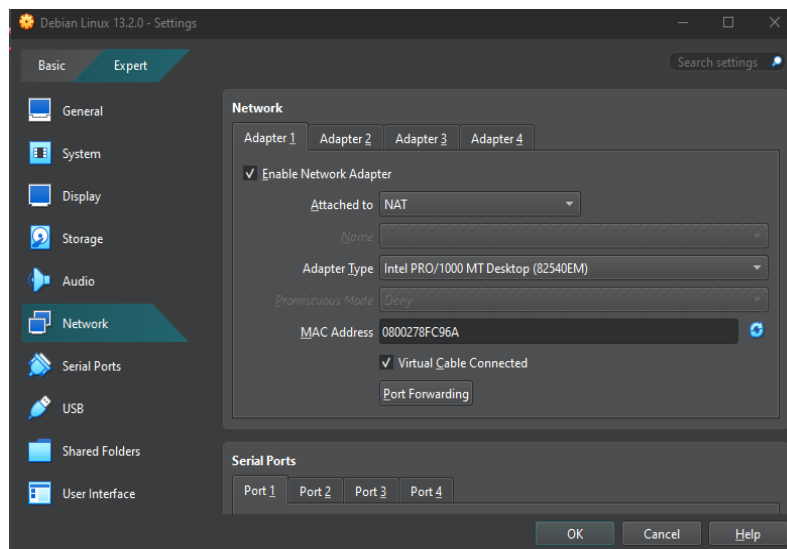 Debian Linux 13.2.0 - Settings
Basic Expert
Search settings
General
System
Display
Storage
Audio
Network
Serial Ports
USB
Shared Folders
User Interface
Network
Adapter 1 Adapter 2 Adapter 3 Adapter 4
Enable Network Adapter
Attached to NAT
Name
Adapter Type Intel PRO/1000 MT Desktop (82540EM)
Promiscuous Mode Deny
MAC Address 0800278FC96A
Virtual Cable Connected
Port Forwarding
Serial Ports
Port 1 Port 2 Port 3 Port 4
OK Cancel Help